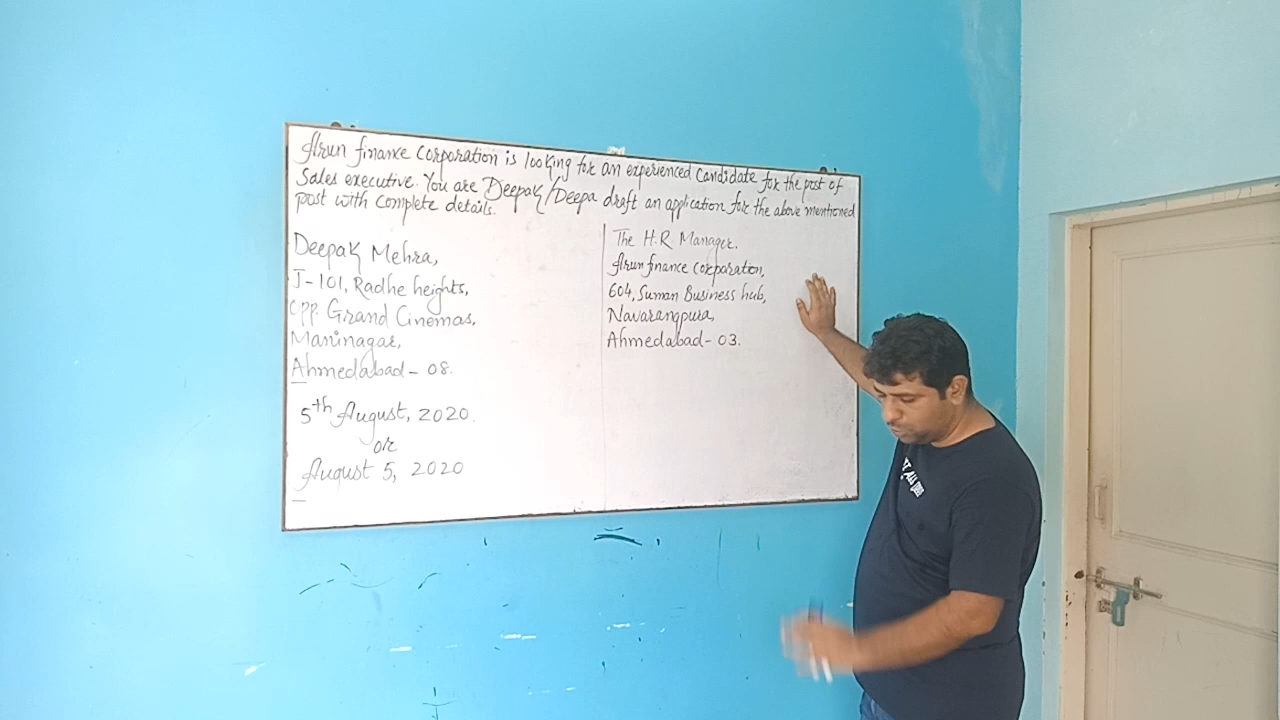 Arun finance corporation is looking for an experienced candidate for the post of
Sales executive. You are Deepak/Deepa draft an application for the above mentioned
post with complete details.
Deepak Mehra,
J-101, Radhe heights,
opp. Grand Cinemas,
Maninagar,
Ahmedabad - 08.
5th August, 2020.
or
August 5, 2020
The H.R Manager.
Arun finance corporation,
604, Suman Business hub,
Navarangpura,
Ahmedabad - 03.